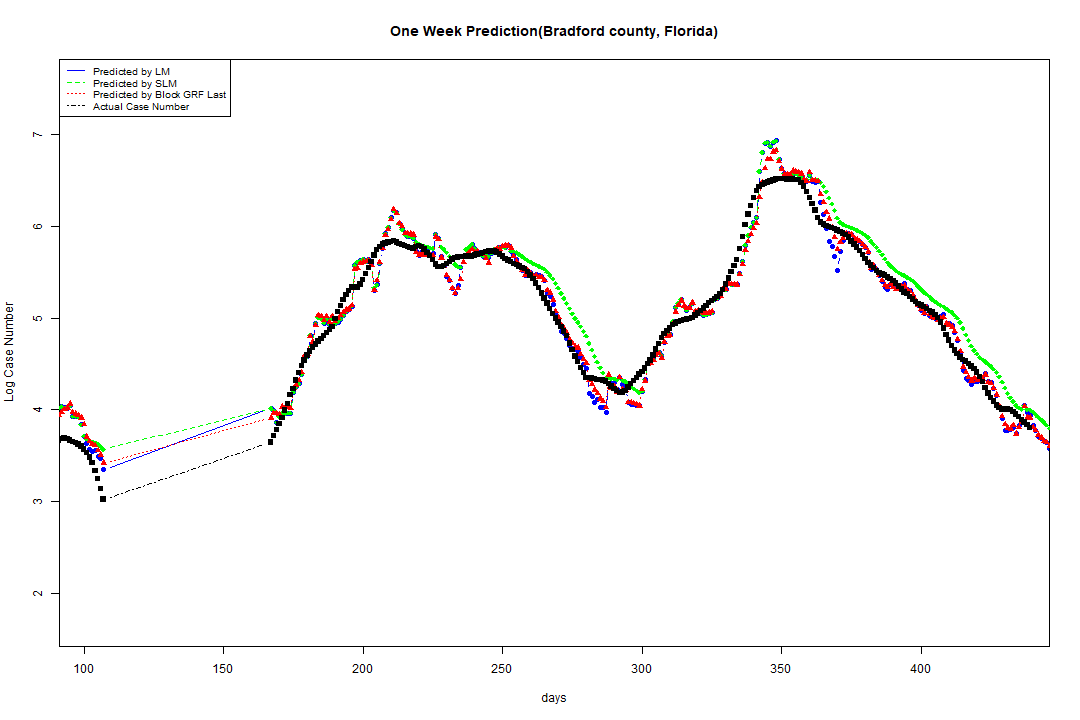 One Week Prediction(Bradford county, Florida)
Predicted by LM
Predicted by SLM
Predicted by Block GRF Last
Actual Case Number
7
6
5
4
3
2
Log Case Number
100 150 200 250 300 350 400
days